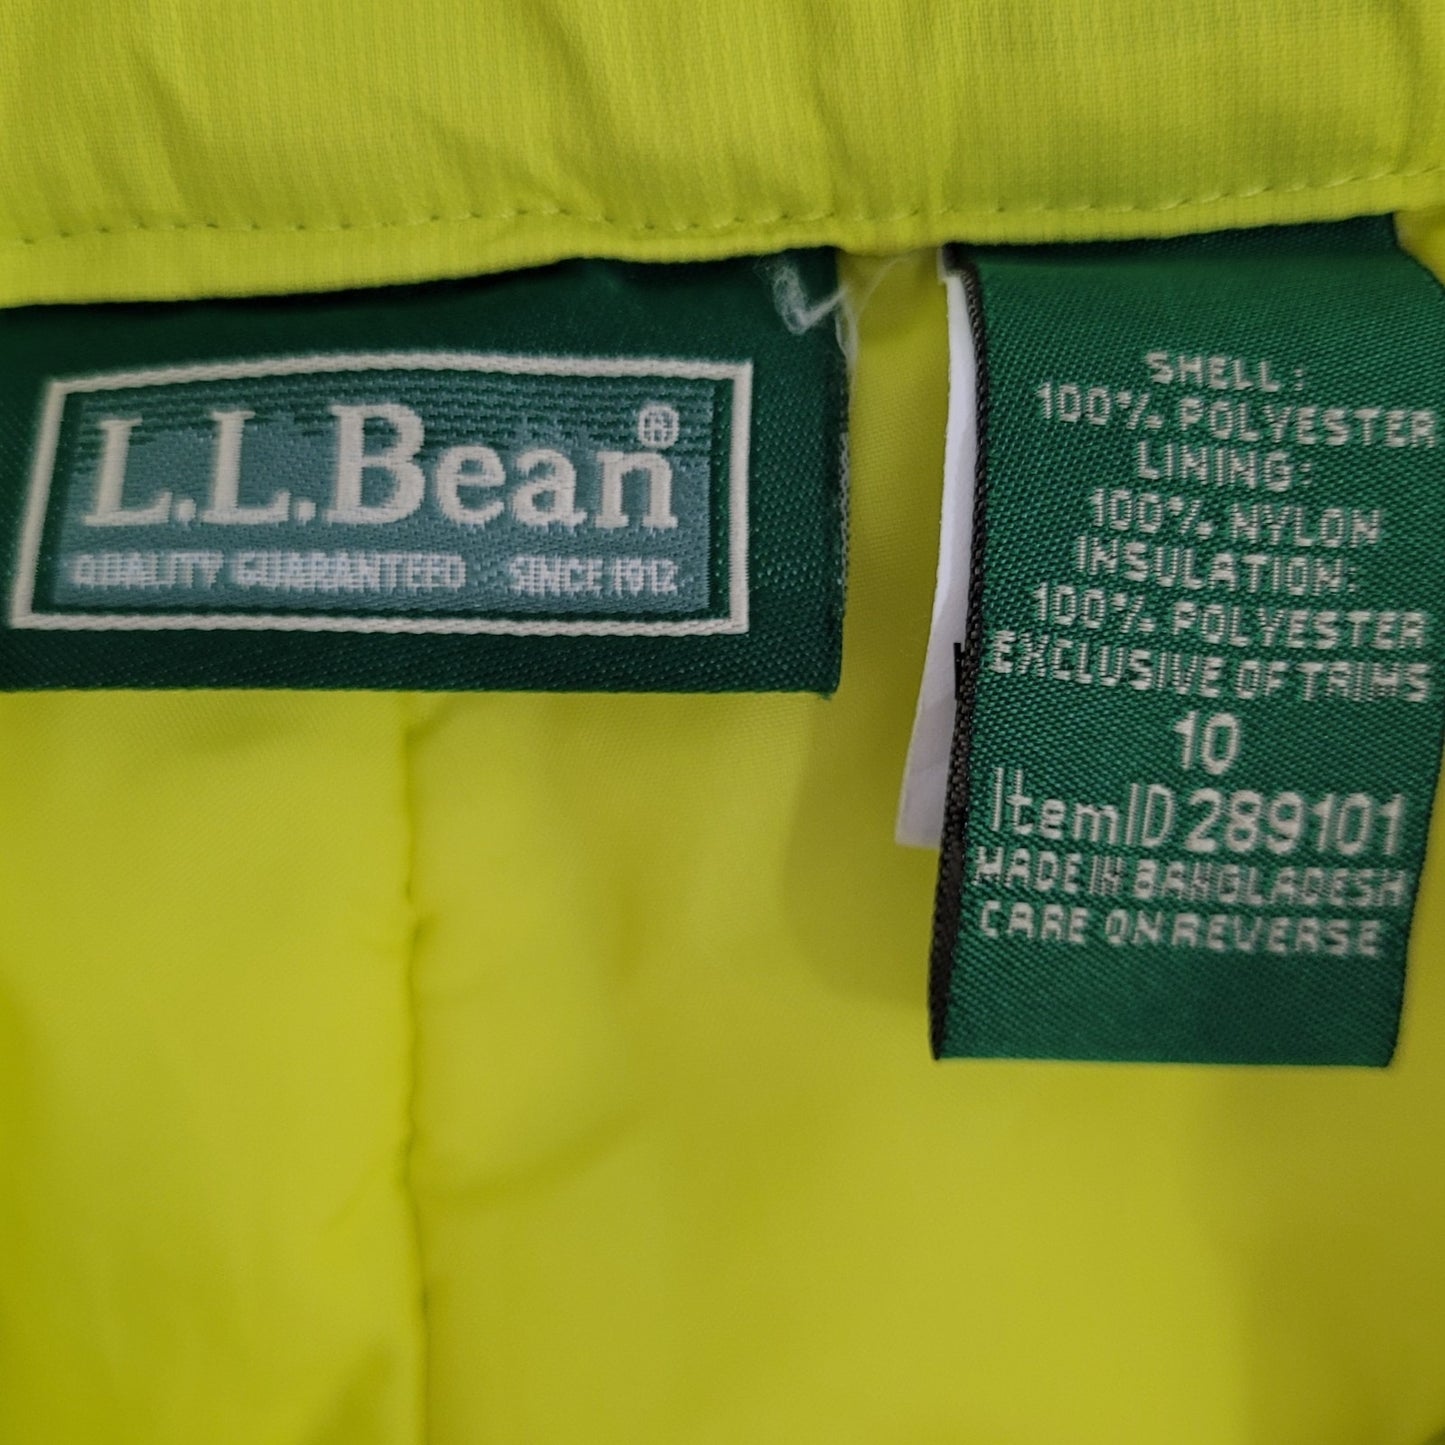 L.L.Bean®
QUALITY GUARANTEED SINCE 1912
SHELL:
100% POLYESTER
LINING:
100% NYLON
INSULATION:
100% POLYESTER
EXCLUSIVE OF TRIMS
10
ItemID 289101
MADE IN BANGLADESH
CARE ON REVERSE